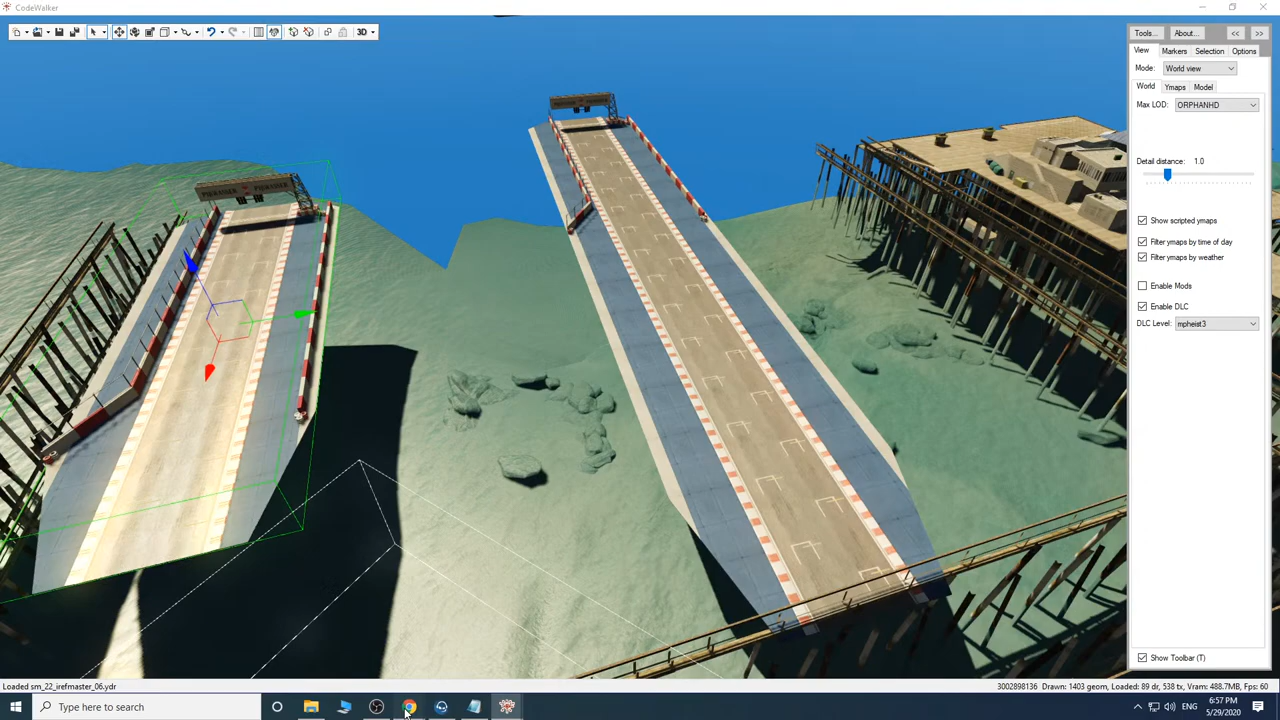 CodeWalker
3D
Tools...
About...
<<
>>
View
Markers
Selection
Options
Mode:
World view
World
Ymaps
Model
Max LOD:
ORPHANHD
Detail distance:
1.0
Show scripted ymaps
Filter ymaps by time of day
Filter ymaps by weather
Enable Mods
Enable DLC
DLC Level:
mpheist3
Show Toolbar (T)
Loaded sm_22_irefmaster_06.ydr
3002898136
Drawn: 1403 geom, Loaded: 89 dr, 538 tx, Vram: 488.7MB, Fps: 60
Type here to search
ENG
6:57 PM
5/29/2020